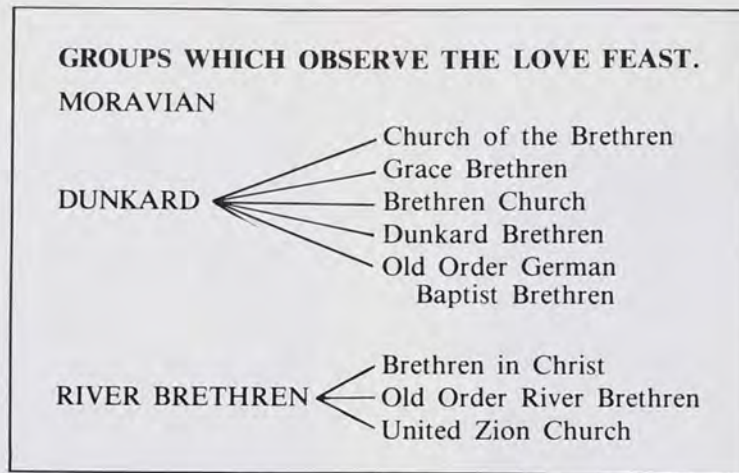 GROUPS WHICH OBSERVE THE LOVE FEAST.
MORAVIAN
DUNKARD
Church of the Brethren
Grace Brethren
Brethren Church
Dunkard Brethren
Old Order German
Baptist Brethren
RIVER BRETHREN
Brethren in Christ
Old Order River Brethren
United Zion Church